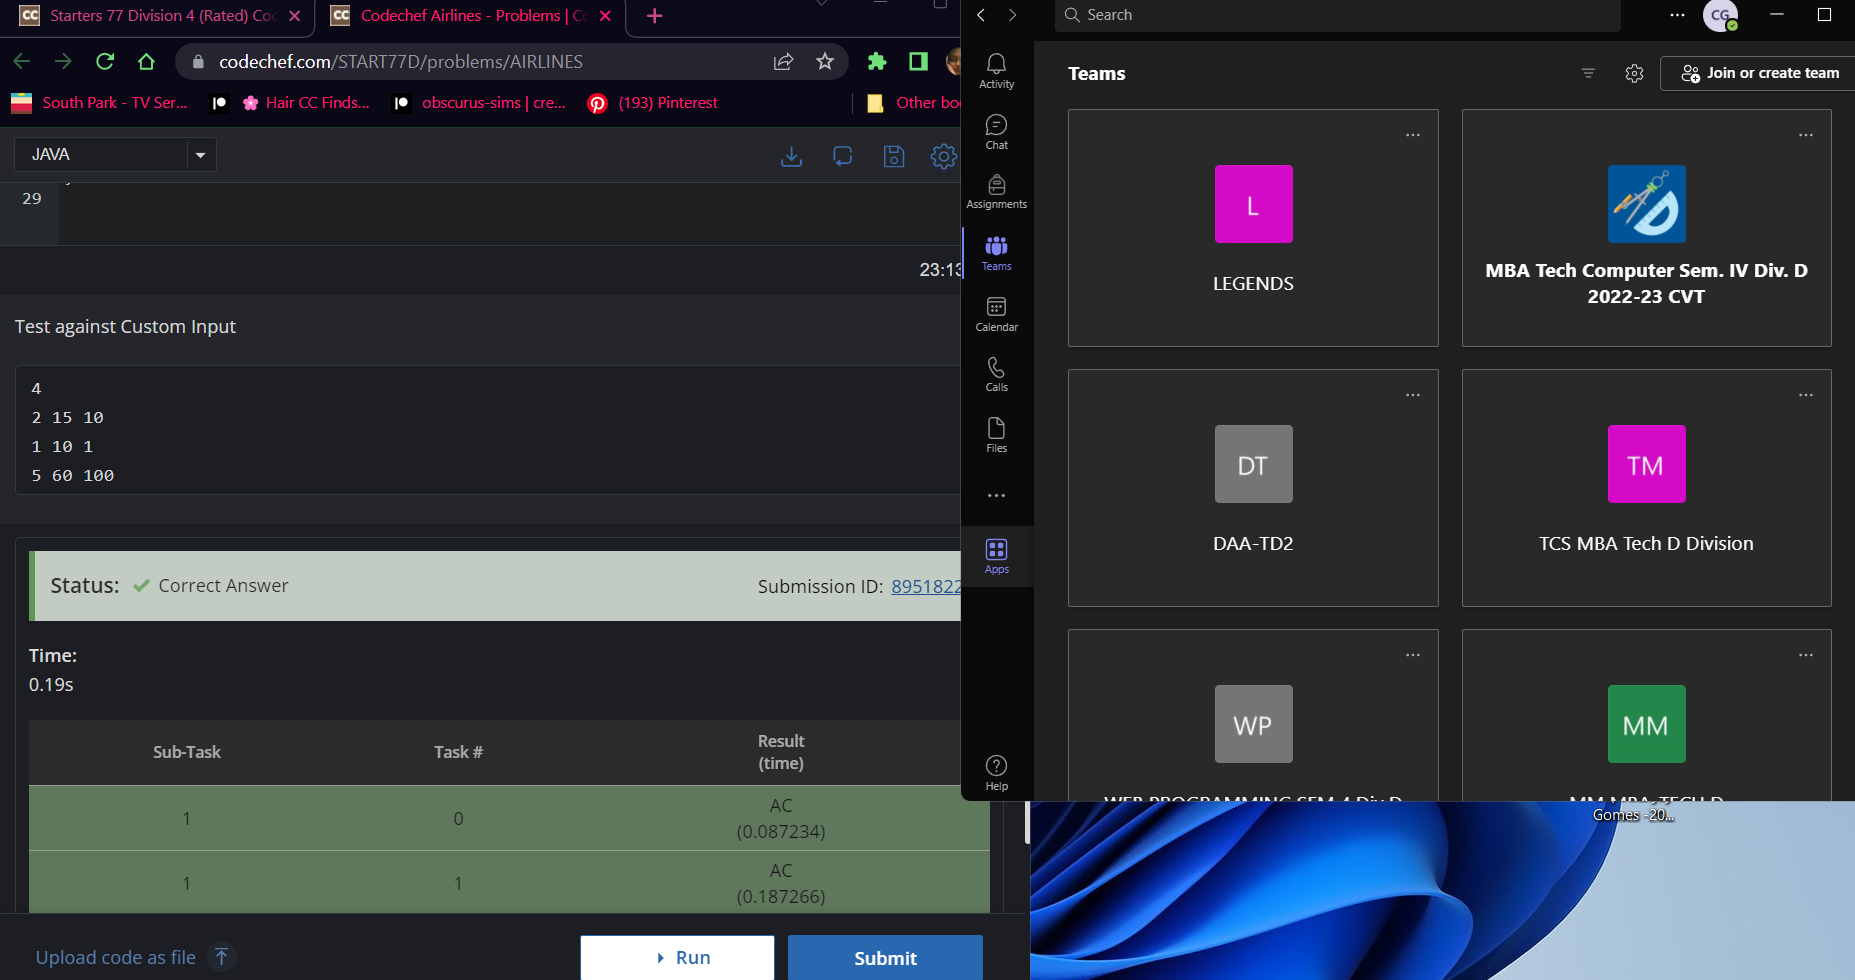 Starters 77 Division 4 (Rated) Coc
Codechef Airlines - Problems | C
codechef.com/START77D/problems/AIRLINES
South Park - TV Ser...
Hair CC Finds...
obscurus-sims | cre...
(193) Pinterest
Other boo
JAVA
29
23:13
Test against Custom Input
4
2 15 10
1 10 1
5 60 100
Status:
Correct Answer
Submission ID: 8951822
Time:
0.19s
Sub-Task
Task #
Result
(time)
1
0
AC
(0.087234)
1
1
AC
(0.187266)
Upload code as file
Run
Submit
Search
CG
Activity
Chat
Assignments
Teams
Calendar
Calls
Files
Apps
Help
Teams
Join or create team
L
LEGENDS
MBA Tech Computer Sem. IV Div. D
2022-23 CVT
DT
DAA-TD2
TM
TCS MBA Tech D Division
WP
WEB PROGRAMMING SEM 4 Div D
MM
MM MBA TECH D
Gomes -20...